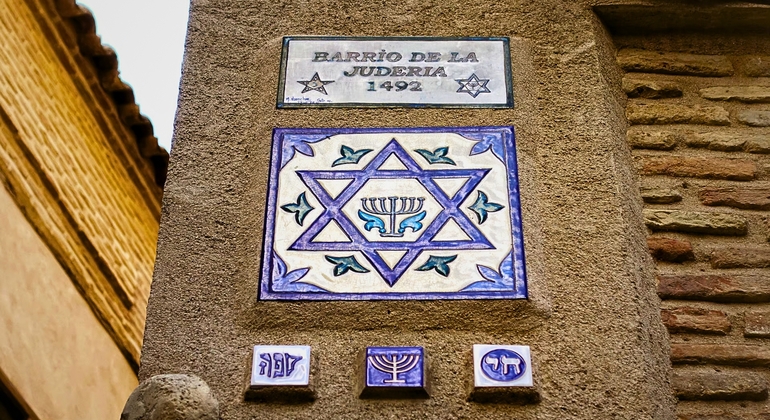 BARRIO DE LA
JUDERIA
1492
חי